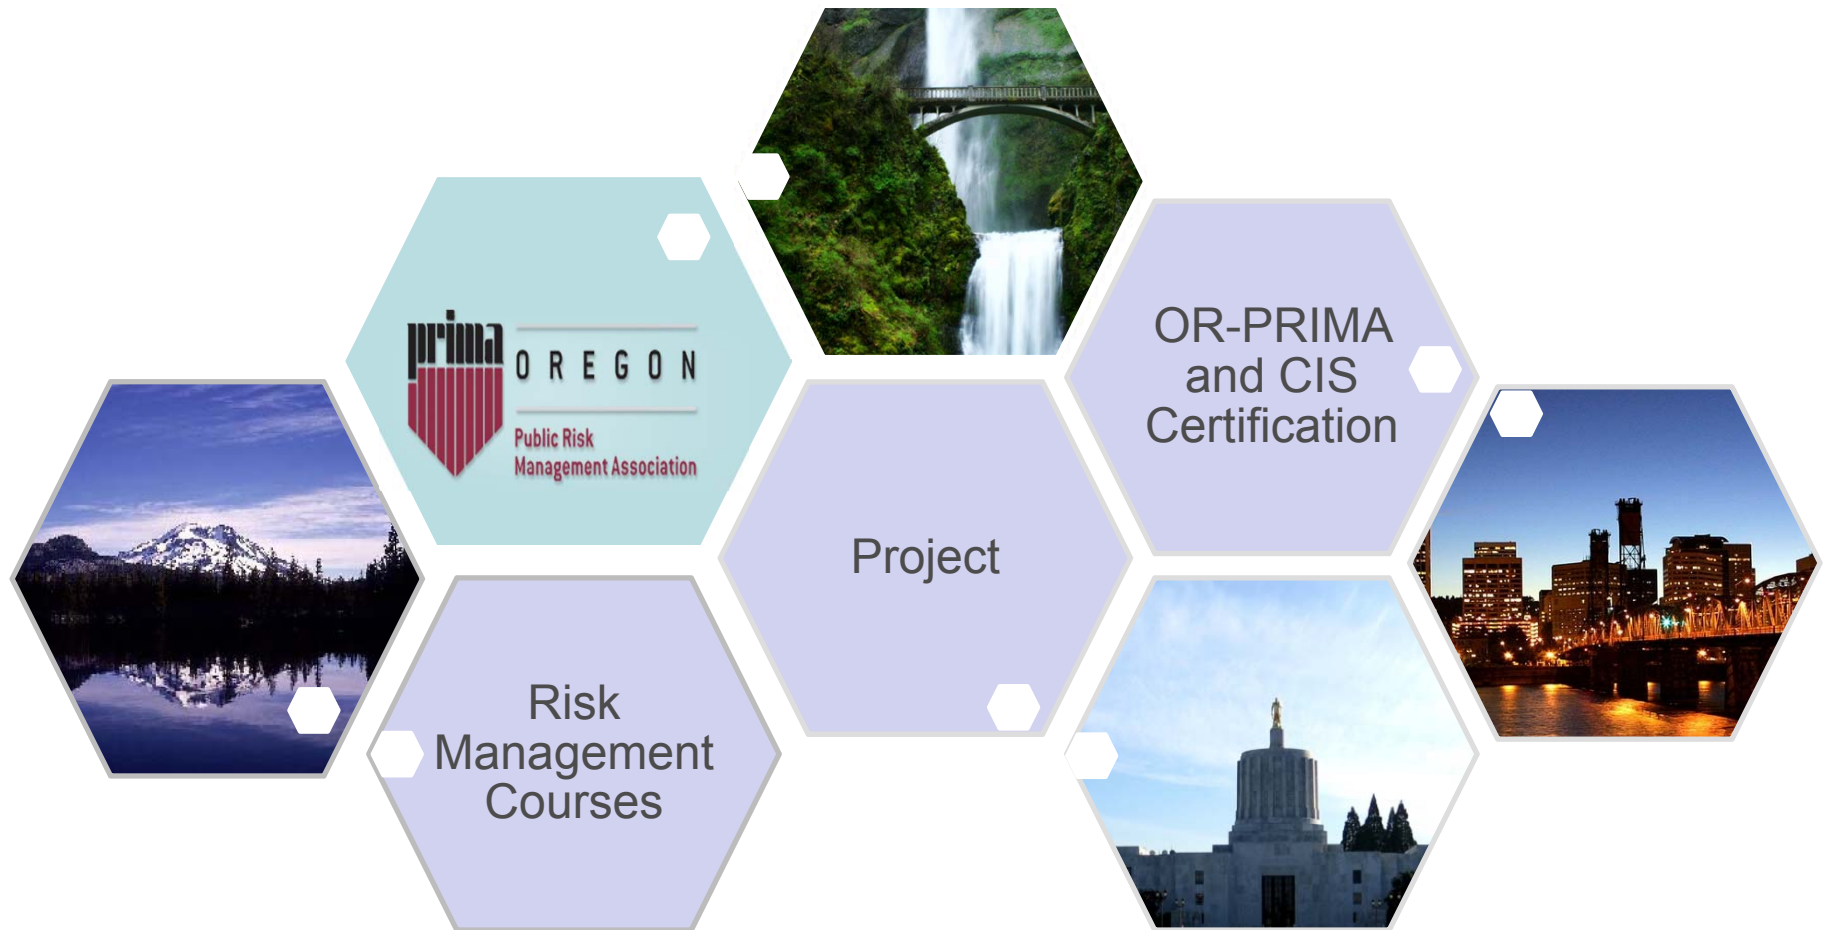 prima
OREGON
Public Risk
Management Association
OR-PRIMA
and CIS
Certification
Project
Risk
Management
Courses